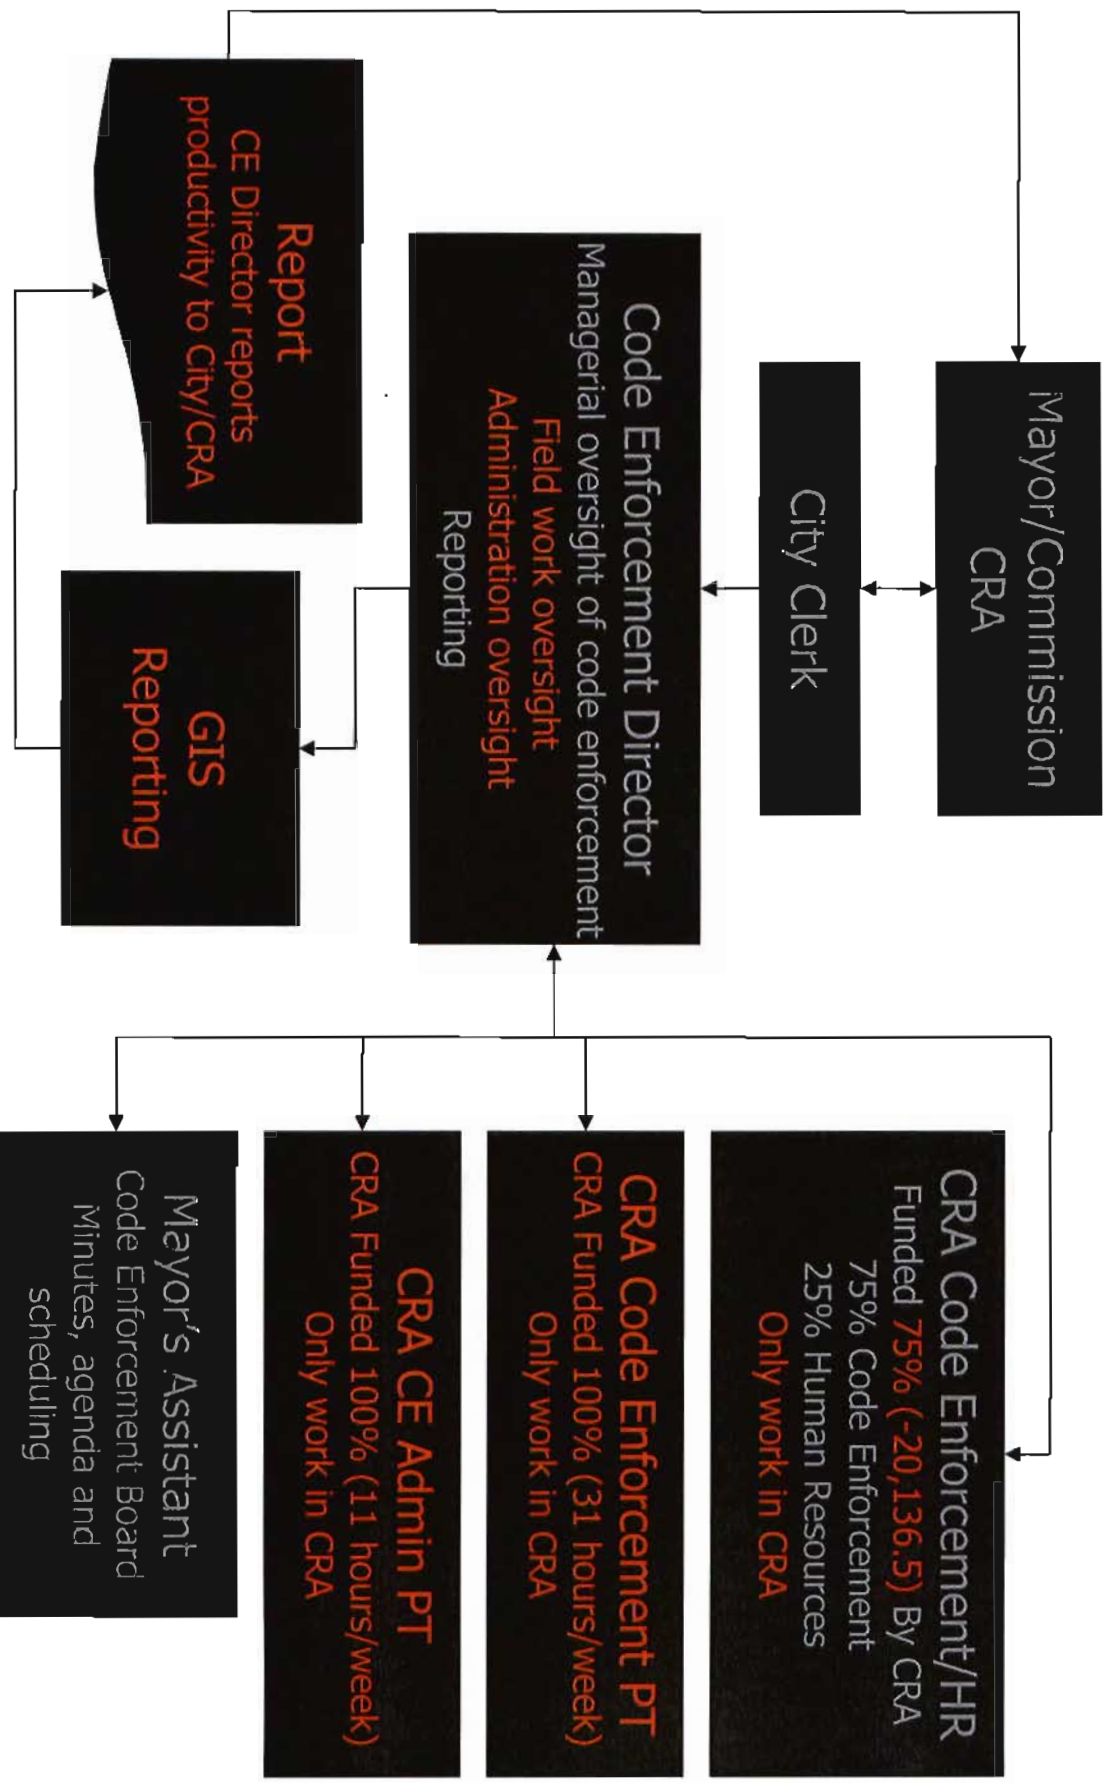 Mayor/Commission
CRA
City Clerk
Code Enforcement Director
Managerial oversight of code enforcement
Field work oversight
Administration oversight
Reporting
Report
CE Director reports
productivity to City/CRA
GIS
Reporting
CRA Code Enforcement/HR
Funded 75% (-20,136.5) By CRA
75% Code Enforcement
25% Human Resources
Only work in CRA
CRA Code Enforcement PT
CRA Funded 100% (31 hours/week)
Only work in CRA
CRA CE Admin PT
CRA Funded 100% (11 hours/week)
Only work in CRA
Mayor's Assistant
Code Enforcement Board
Minutes, agenda and
scheduling